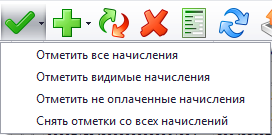 Отметить все начисления
Отметить видимые начисления
Отметить не оплаченные начисления
Снять отметки со всех начислений